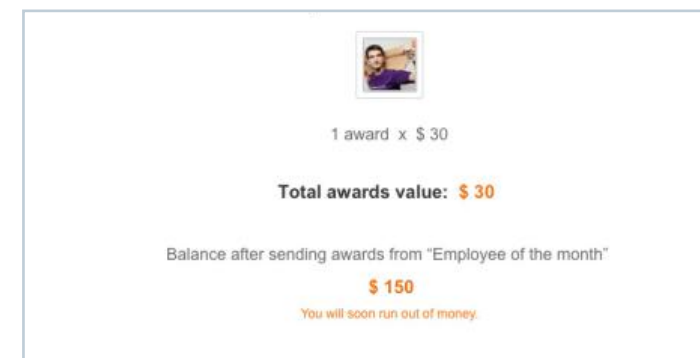 1 award x $ 30
Total awards value: $ 30
Balance after sending awards from “Employee of the month”
$ 150
You will soon run out of money.